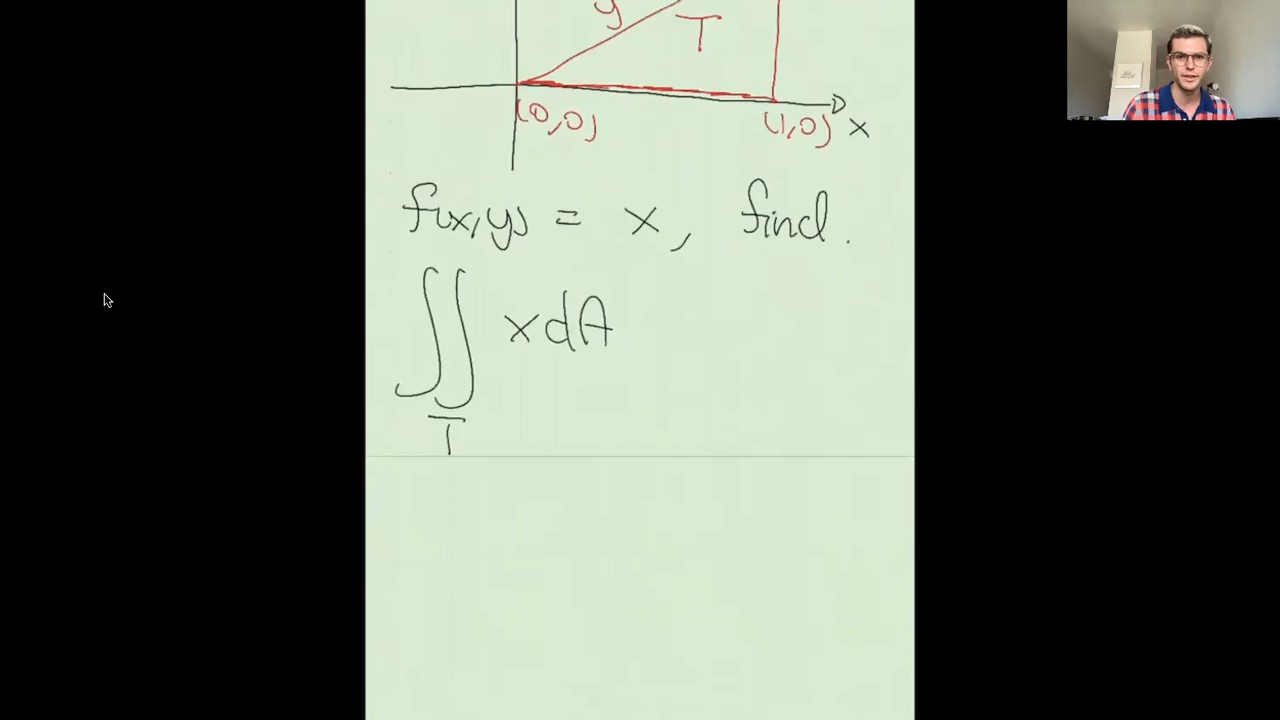 y
T
(0,0) (1,0) x
f(x,y) = x, find.
∬ x dA
T